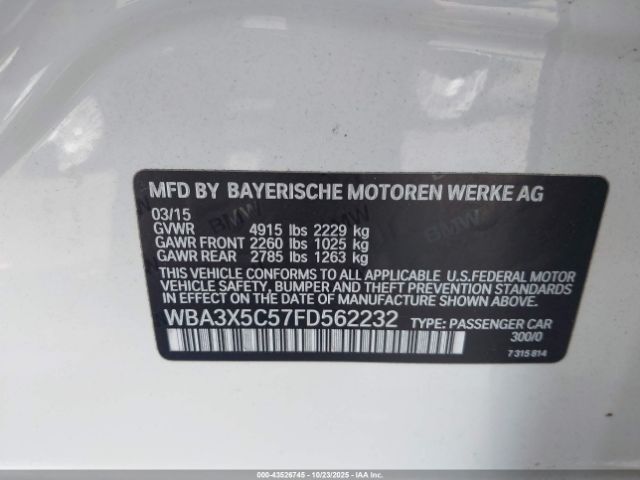 MFD BY BAYERISCHE MOTOREN WERKE AG
03/15
GVWR 4915 lbs 2229 kg
GAWR FRONT 2260 lbs 1025 kg
GAWR REAR 2785 lbs 1263 kg
THIS VEHICLE CONFORMS TO ALL APPLICABLE U.S.FEDERAL MOTOR
VEHICLE SAFETY, BUMPER, AND THEFT PREVENTION STANDARDS
IN EFFECT ON THE DATE OF MANUFACTURE SHOWN ABOVE.
WBA3X5C57FD562232 TYPE: PASSENGER CAR
300/0
7 315 814
000-43526745 - 10/23/2025 - IAAI.COM